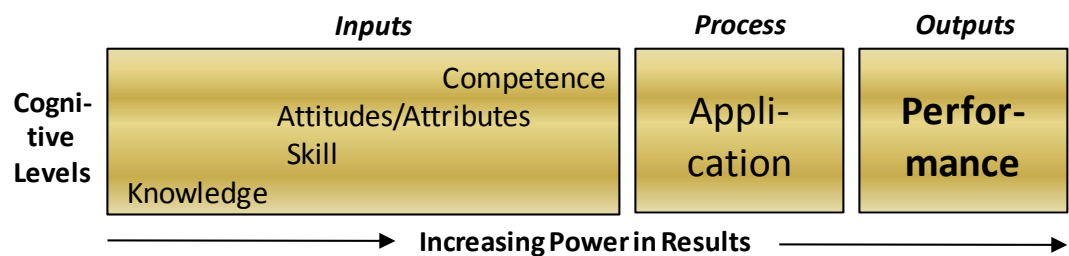 Inputs
Process
Outputs
Cogni-
tive
Levels
Competence
Attitudes/Attributes
Skill
Knowledge
Appli-
cation
Perfor-
mance
Increasing Power in Results